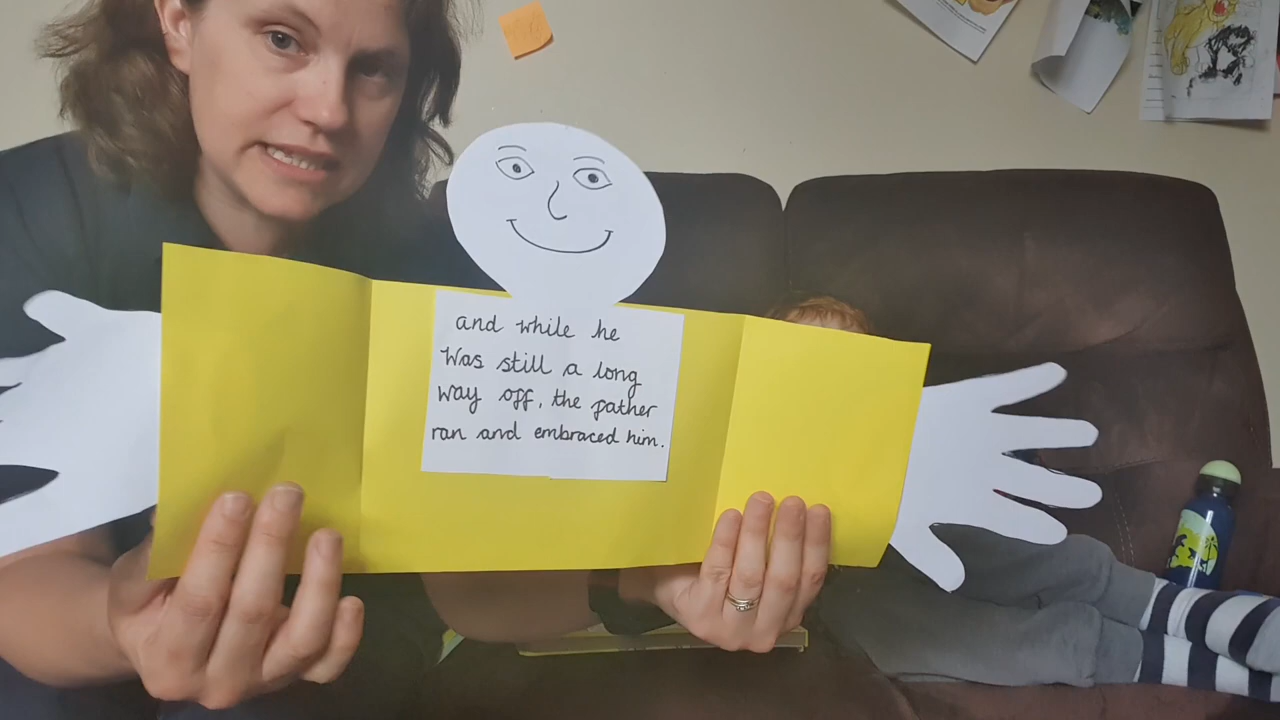 and while he
Was still a long
way off, the father
ran and embraced him.